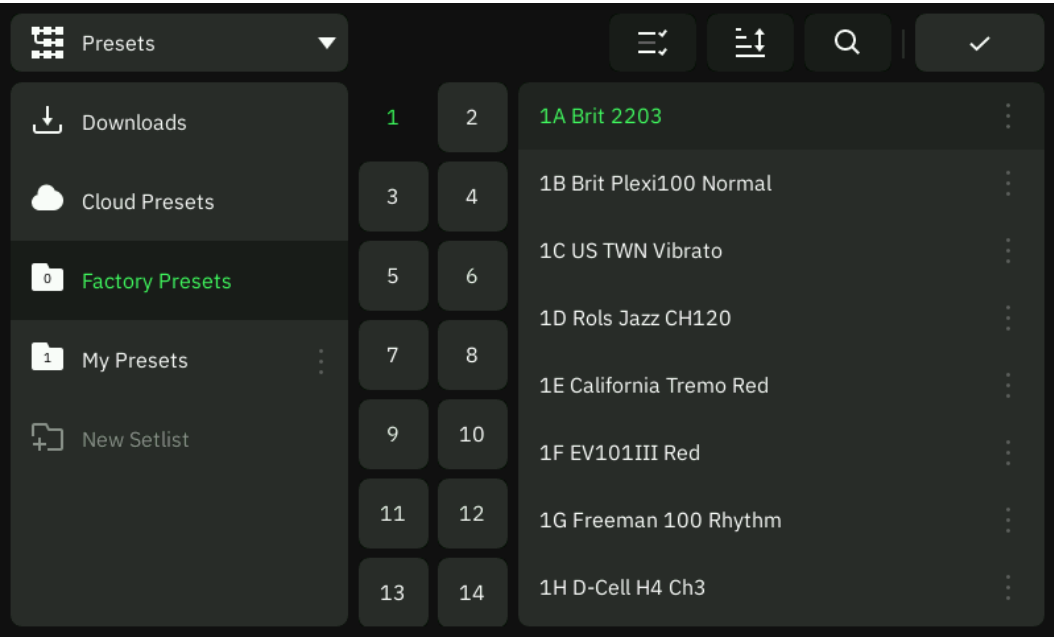 Presets
Downloads
Cloud Presets
0 Factory Presets
1 My Presets
New Setlist
1 2
3 4
5 6
7 8
9 10
11 12
13 14
1A Brit 2203
1B Brit Plexi100 Normal
1C US TWN Vibrato
1D Rols Jazz CH120
1E California Tremo Red
1F EV101III Red
1G Freeman 100 Rhythm
1H D-Cell H4 Ch3